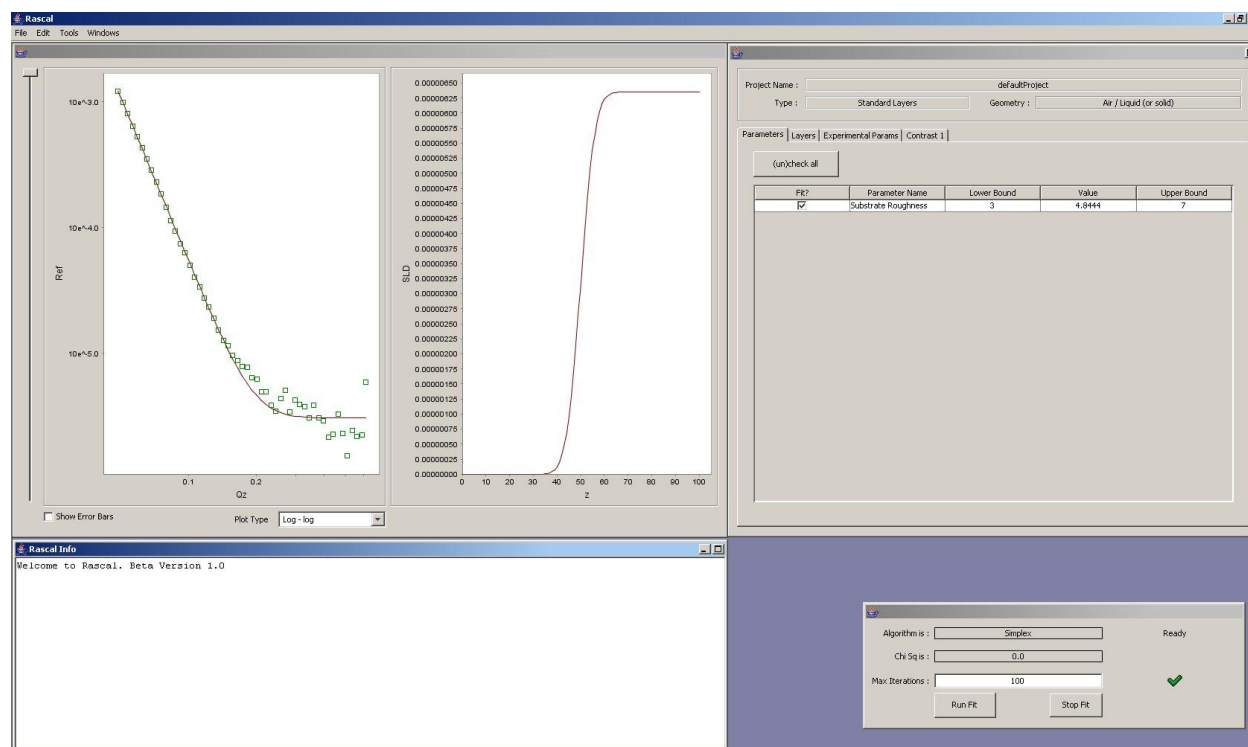 Rascal
File Edit Tools Windows
10e^-3.0
10e^-4.0
10e^-5.0
Ref
0.1 0.2
Qz
0.00000650
0.00000625
0.00000600
0.00000575
0.00000550
0.00000525
0.00000500
0.00000475
0.00000450
0.00000425
0.00000400
0.00000375
0.00000350
0.00000325
0.00000300
0.00000275
0.00000250
0.00000225
0.00000200
0.00000175
0.00000150
0.00000125
0.00000100
0.00000075
0.00000050
0.00000025
0.00000000
SLD
0 10 20 30 40 50 60 70 80 90 100
z
Show Error Bars
Plot Type Log - log
Project Name : defaultProject
Type : Standard Layers Geometry : Air / Liquid (or solid)
Parameters Layers Experimental Params Contrast 1
(un)check all
Fit? Parameter Name Lower Bound Value Upper Bound
Substrate Roughness 3 4.8444 7
Rascal Info
Welcome to Rascal. Beta Version 1.0
Algorithm is : Simplex Ready
Chi Sq is : 0.0
Max Iterations : 100
Run Fit Stop Fit